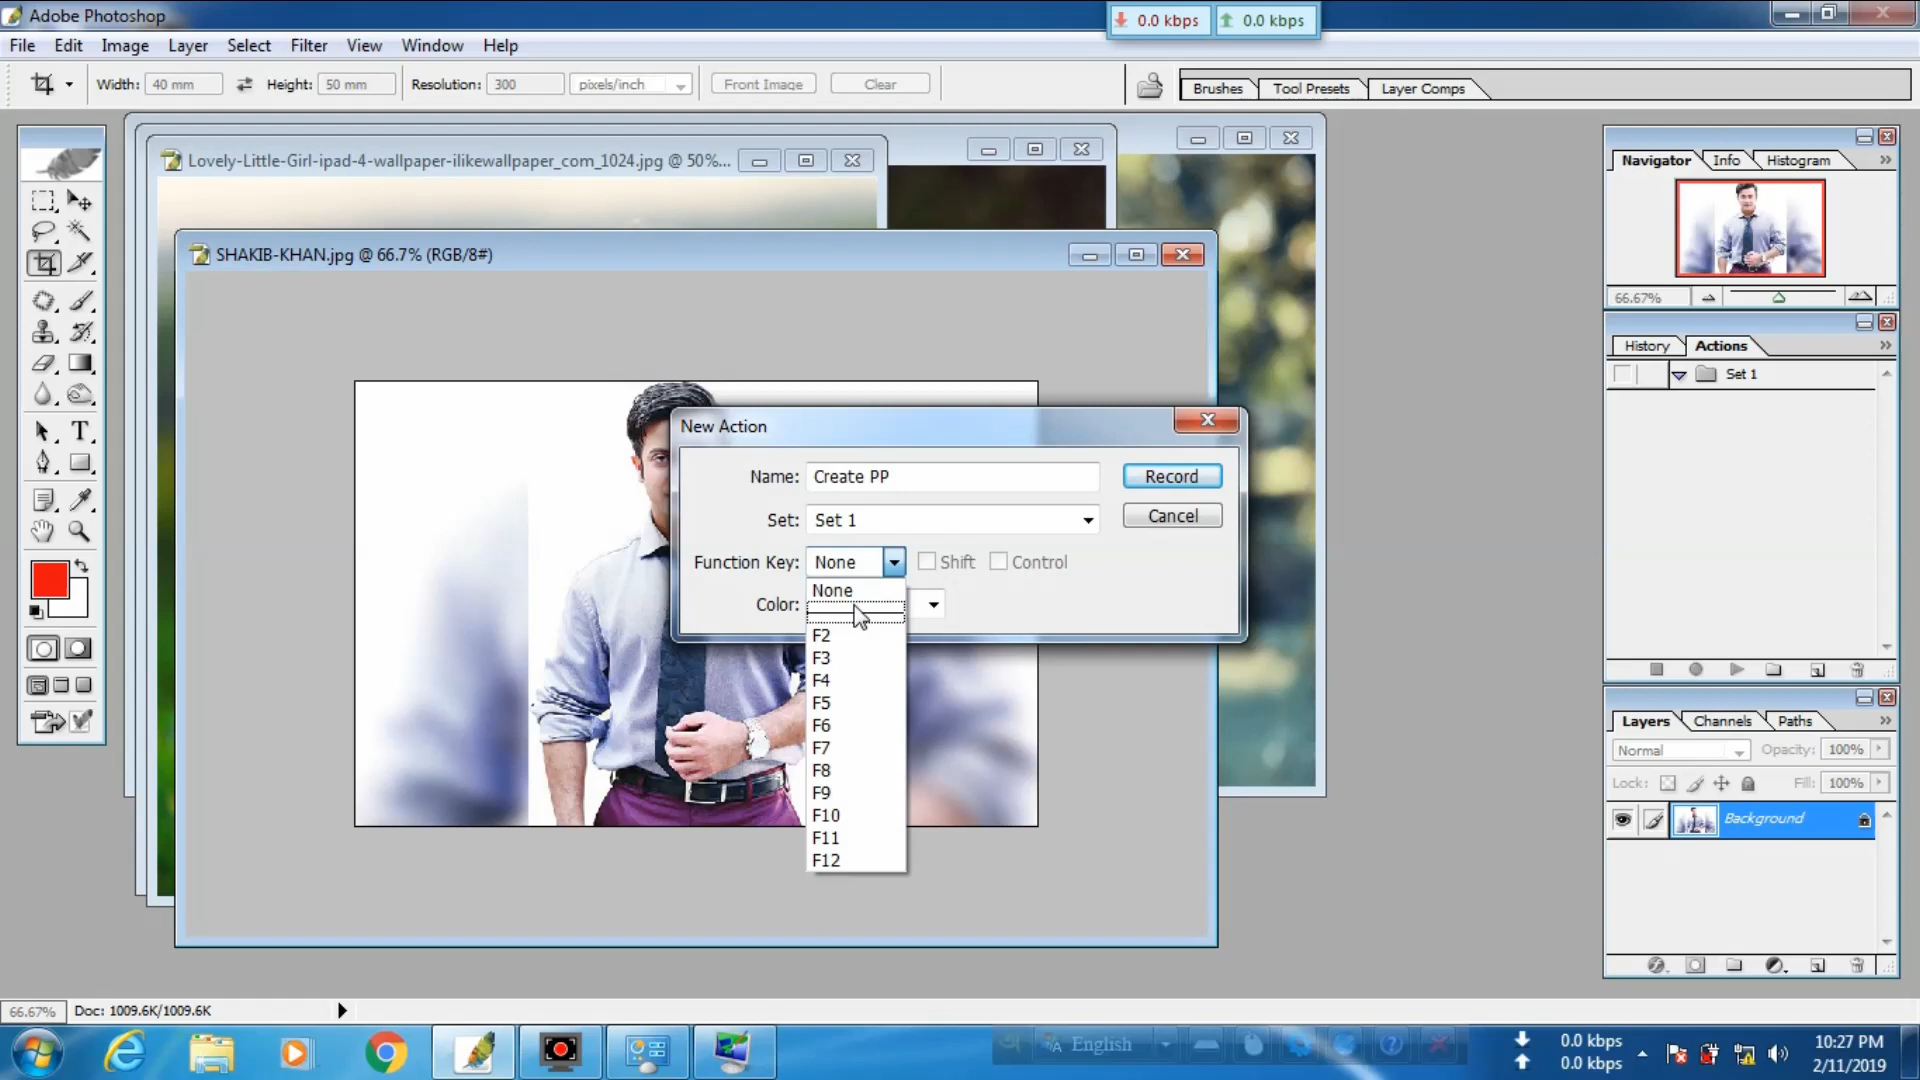 Adobe Photoshop
0.0 kbps
0.0 kbps
File Edit Image Layer Select Filter View Window Help
Width: 40 mm Height: 50 mm Resolution: 300 pixels/inch Front Image Clear
Brushes Tool Presets Layer Comps
Lovely-Little-Girl-ipad-4-wallpaper-ilikewallpaper_com_1024.jpg @ 50%...
SHAKIB-KHAN.jpg @ 66.7% (RGB/8#)
New Action
Name: Create PP
Record
Set: Set 1
Cancel
Function Key: None Shift Control
Color:
None
F2
F3
F4
F5
F6
F7
F8
F9
F10
F11
F12
T
Navigator Info Histogram
66.67%
History Actions
Set 1
Layers Channels Paths
Normal Opacity: 100%
Lock: Fill: 100%
Background
66.67% Doc: 1009.6K/1009.6K
English
0.0 kbps
0.0 kbps
10:27 PM
2/11/2019